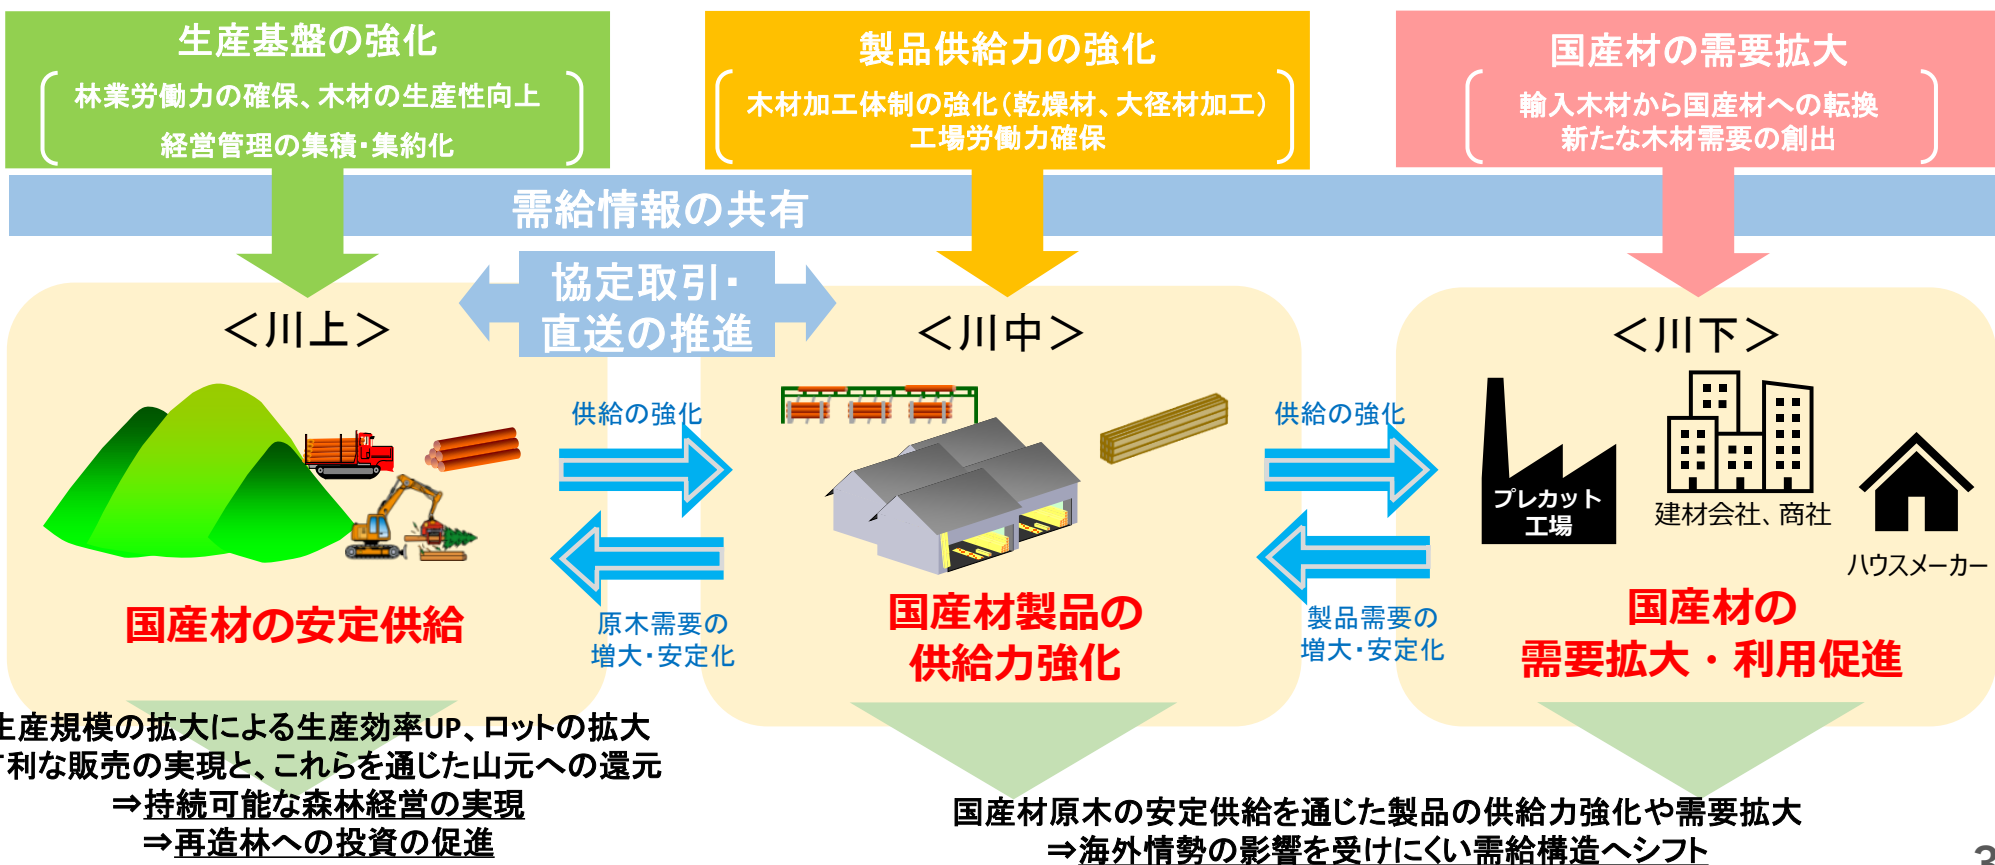 生産基盤の強化
林業労働力の確保、木材の生産性向上
経営管理の集積・集約化
製品供給力の強化
木材加工体制の強化（乾燥材、大径材加工）
工場労働力確保
国産材の需要拡大
輸入木材から国産材への転換
新たな木材需要の創出
需給情報の共有
協定取引・
直送の推進
＜川上＞
＜川中＞
＜川下＞
供給の強化
供給の強化
プレカット
工場
建材会社、商社
ハウスメーカー
原木需要の
増大・安定化
製品需要の
増大・安定化
国産材の安定供給
国産材製品の
供給力強化
国産材の
需要拡大・利用促進
生産規模の拡大による生産効率UP、ロットの拡大
利な販売の実現と、これらを通じた山元への還元
⇒持続可能な森林経営の実現
⇒再造林への投資の促進
国産材原木の安定供給を通じた製品の供給力強化や需要拡大
⇒海外情勢の影響を受けにくい需給構造へシフト
3